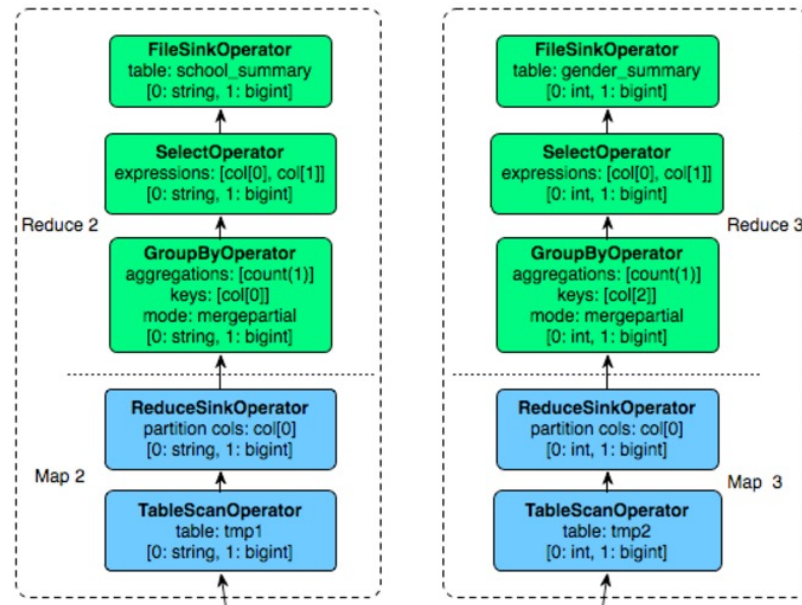 FileSinkOperator
table: school_summary
[0: string, 1: bigint]
SelectOperator
expressions: [col[0], col[1]]
[0: string, 1: bigint]
Reduce 2
GroupByOperator
aggregations: [count(1)]
keys: [col[0]]
mode: mergepartial
[0: string, 1: bigint]
ReduceSinkOperator
partition cols: col[0]
[0: string, 1: bigint]
Map 2
TableScanOperator
table: tmp1
[0: string, 1: bigint]
FileSinkOperator
table: gender_summary
[0: int, 1: bigint]
SelectOperator
expressions: [col[0], col[1]]
[0: int, 1: bigint]
Reduce 3
GroupByOperator
aggregations: [count(1)]
keys: [col[2]]
mode: mergepartial
[0: int, 1: bigint]
ReduceSinkOperator
partition cols: col[0]
[0: int, 1: bigint]
Map 3
TableScanOperator
table: tmp2
[0: int, 1: bigint]